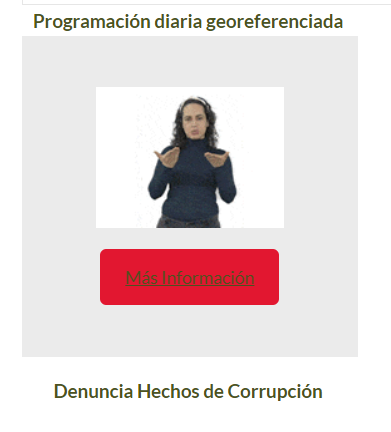 Programación diaria georeferenciada
Más Información
Denuncia Hechos de Corrupción